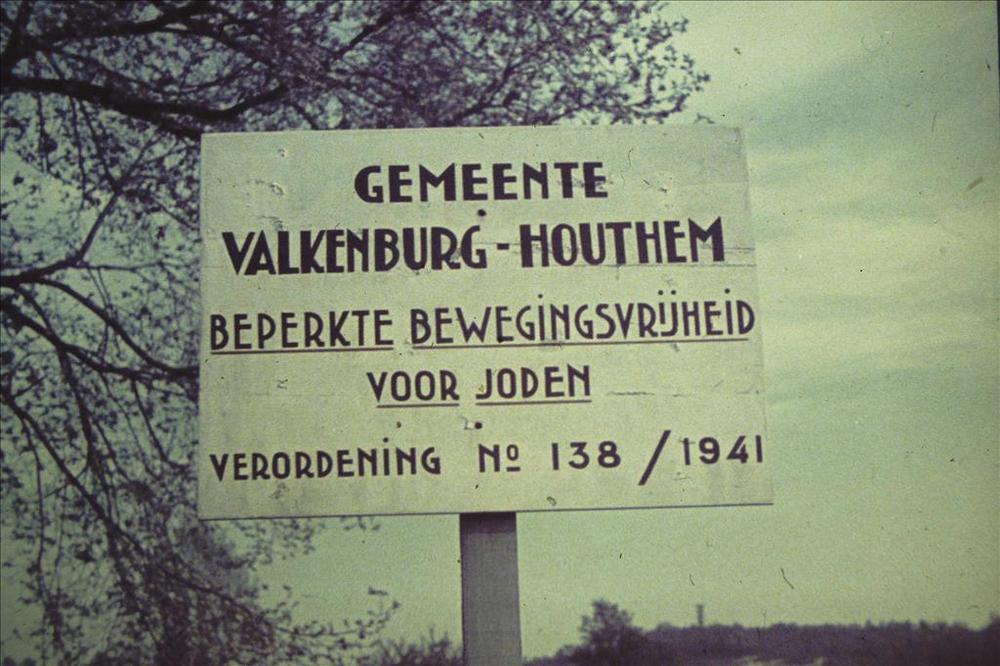 GEMEENTE
VALKENBURG - HOUTHEM
BEPERKTE BEWEGINGSVRIJHEID
VOOR JODEN
VERORDENING Nº 138 / 1941